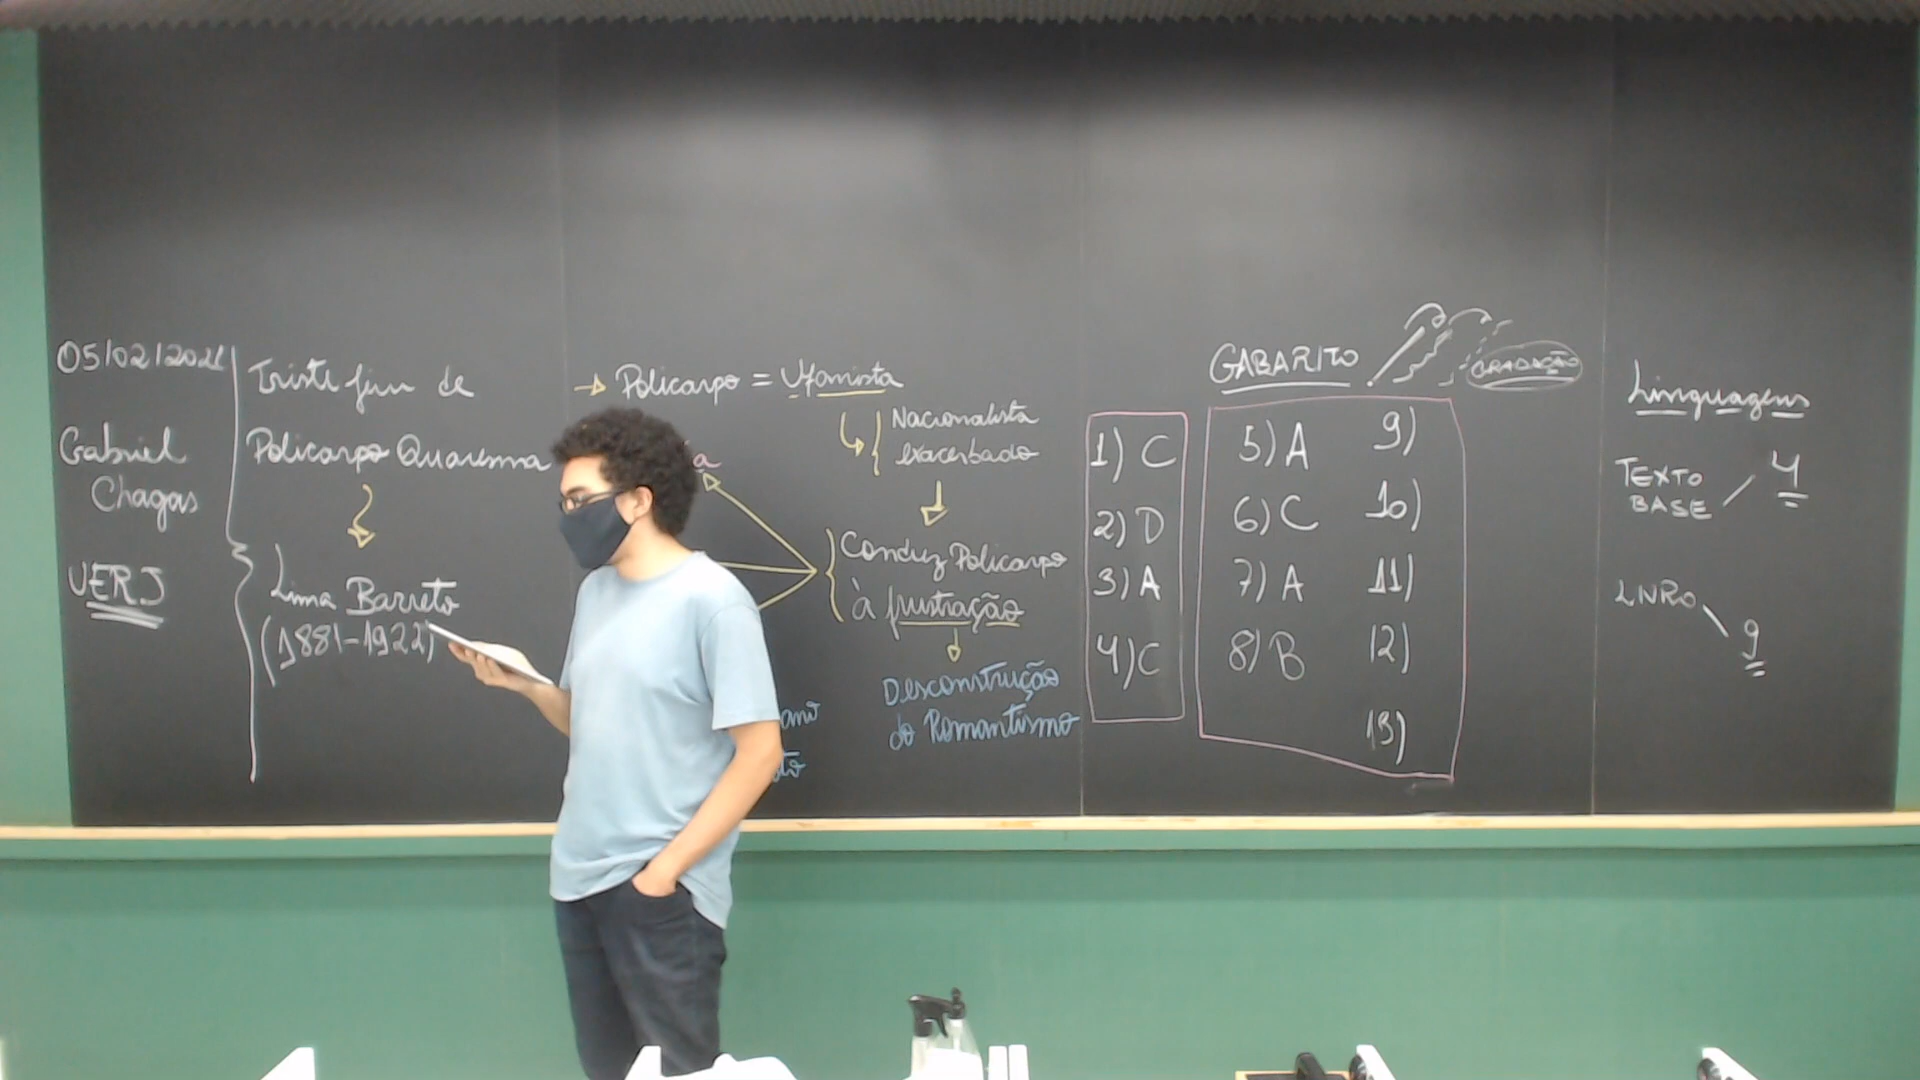 05/02/2021
Gabriel
Chagas
UERJ
Triste fim de
Policarpo Quaresma
Lima Barreto
(1881-1922)
→ Policarpo = Ufanista
Nacionalista
exacerbado
Conduz Policarpo
à frustração
Desconstrução
do Romantismo
GABARITO
GRADAÇÃO
1) C
2) D
3) A
4) C
5) A
6) C
7) A
8) B
9)
10)
11)
12)
13)
Linguagens
TEXTO
BASE
4
LIVRO
9